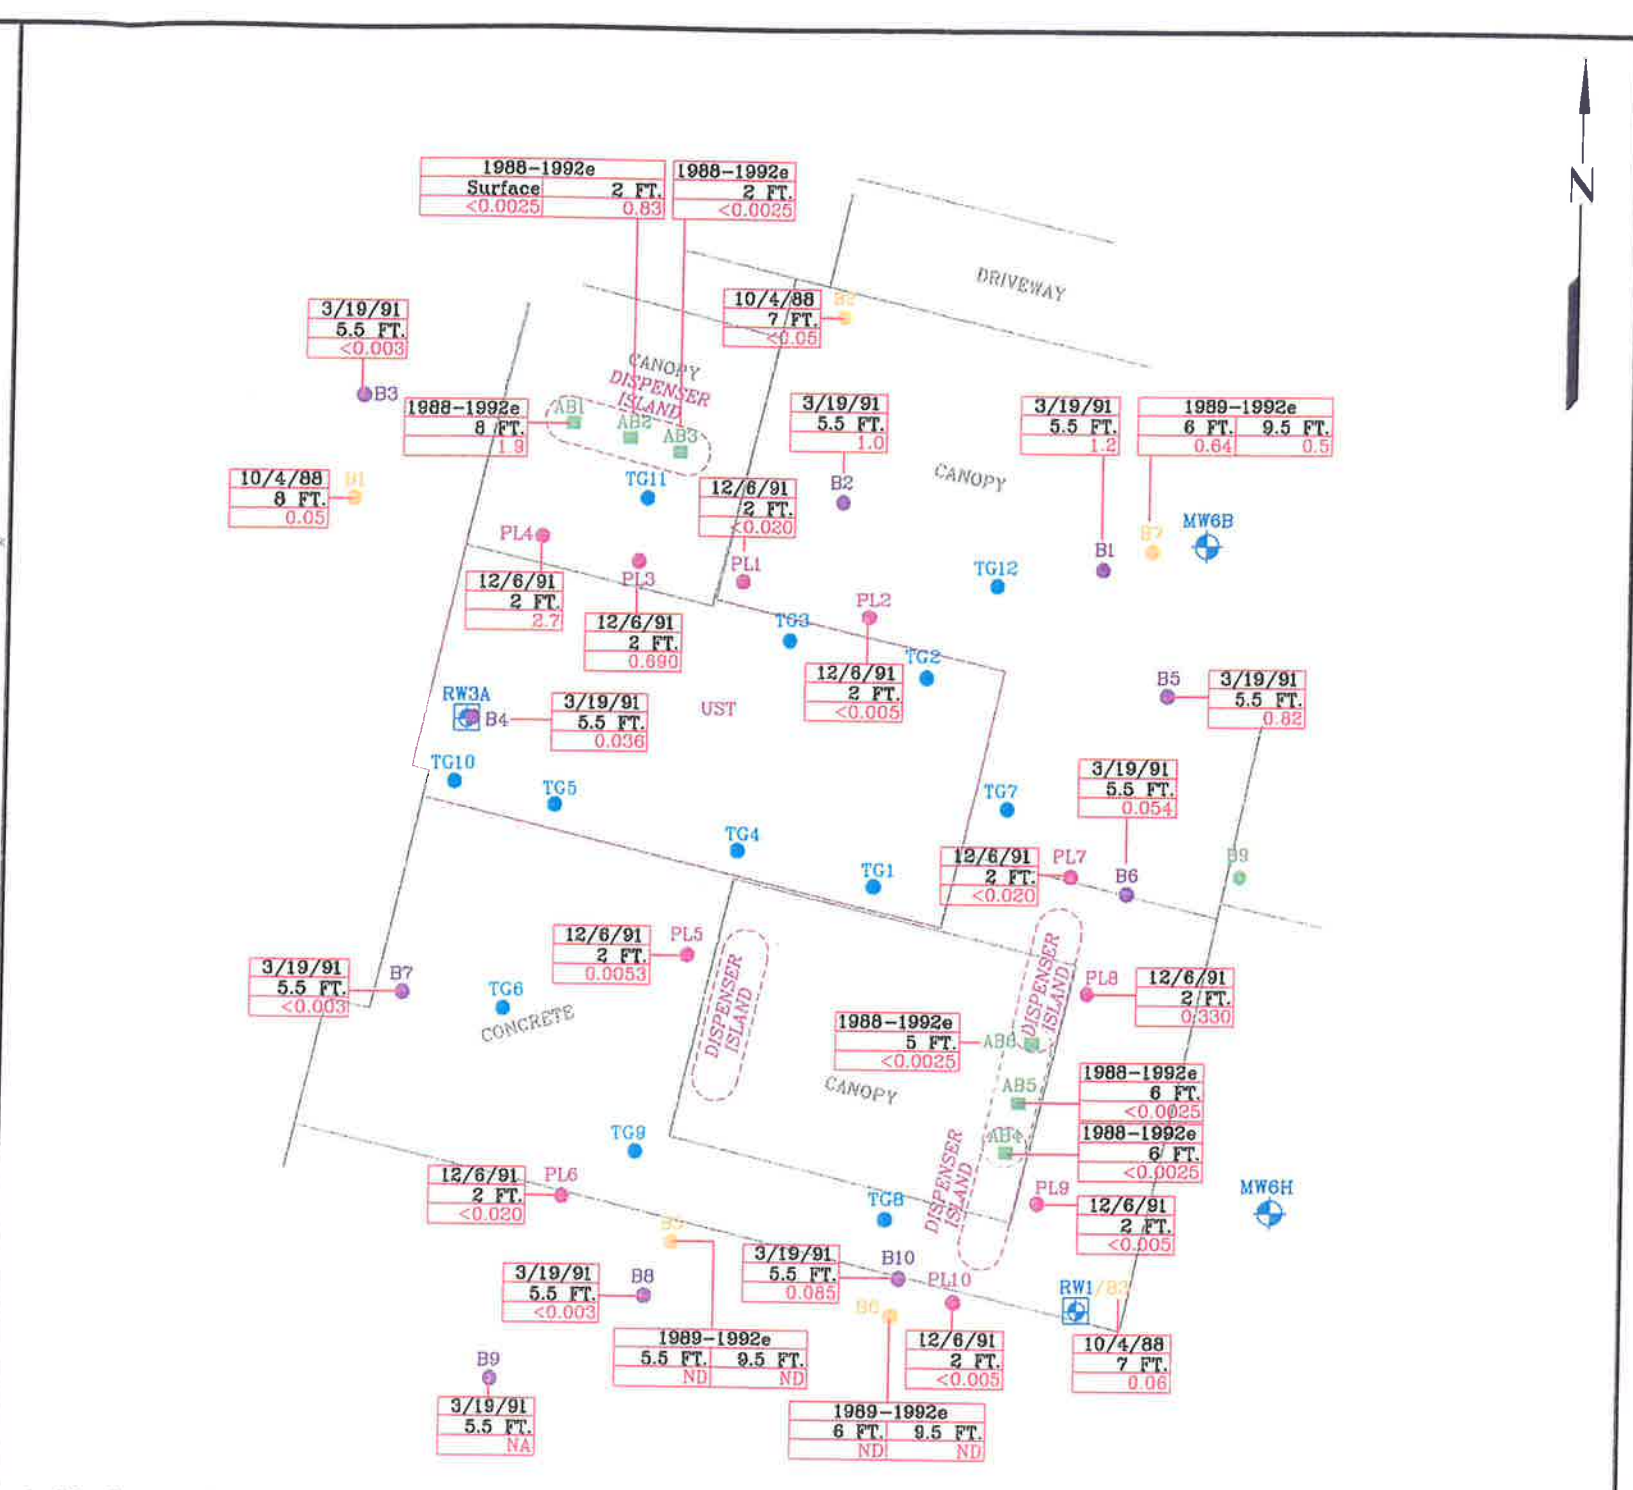 N
1988-1992e
Surface 2 FT.
<0.0025 0.83
1988-1992e
2 FT.
<0.0025
DRIVEWAY
10/4/88
7 FT.
<0.05
3/19/91
5.5 FT.
<0.003
B3
CANOPY
DISPENSER
ISLAND
1988-1992e
8 FT.
1.9
AB1
AB2
AB3
3/19/91
5.5 FT.
1.0
B2
3/19/91
5.5 FT.
1.2
B1
1989-1992e
6 FT. 9.5 FT.
0.64 0.5
B7
MW6B
CANOPY
10/4/88
8 FT.
0.05
B1
TG11
12/6/91
2 FT.
<0.020
PL1
PL4
12/6/91
2 FT.
2.7
PL3
12/6/91
2 FT.
0.690
TG12
PL2
TG3
TG2
12/6/91
2 FT.
<0.005
RW3A
B4
3/19/91
5.5 FT.
0.036
UST
B5
3/19/91
5.5 FT.
0.82
TG10
TG5
TG7
3/19/91
5.5 FT.
0.054
B6
TG4
TG1
12/6/91
2 FT.
<0.020
PL7
B9
12/6/91
2 FT.
0.0053
PL5
DISPENSER
ISLAND
DISPENSER
ISLAND
3/19/91
5.5 FT.
<0.003
B7
TG6
CONCRETE
PL8
12/6/91
2 FT.
0.330
1988-1992e
5 FT.
<0.0025
AB6
CANOPY
AB5
1988-1992e
6 FT.
<0.0025
AB4
1988-1992e
6 FT.
<0.0025
DISPENSER
ISLAND
TG9
12/6/91
2 FT.
<0.020
PL6
TG8
PL9
12/6/91
2 FT.
<0.005
MW6H
3/19/91
5.5 FT.
<0.003
B8
3/19/91
5.5 FT.
0.085
B10
PL10
RW1/B3
B6
1989-1992e
5.5 FT. 9.5 FT.
ND ND
12/6/91
2 FT.
<0.005
10/4/88
7 FT.
0.06
B9
3/19/91
5.5 FT.
NA
1989-1992e
6 FT. 9.5 FT.
ND ND